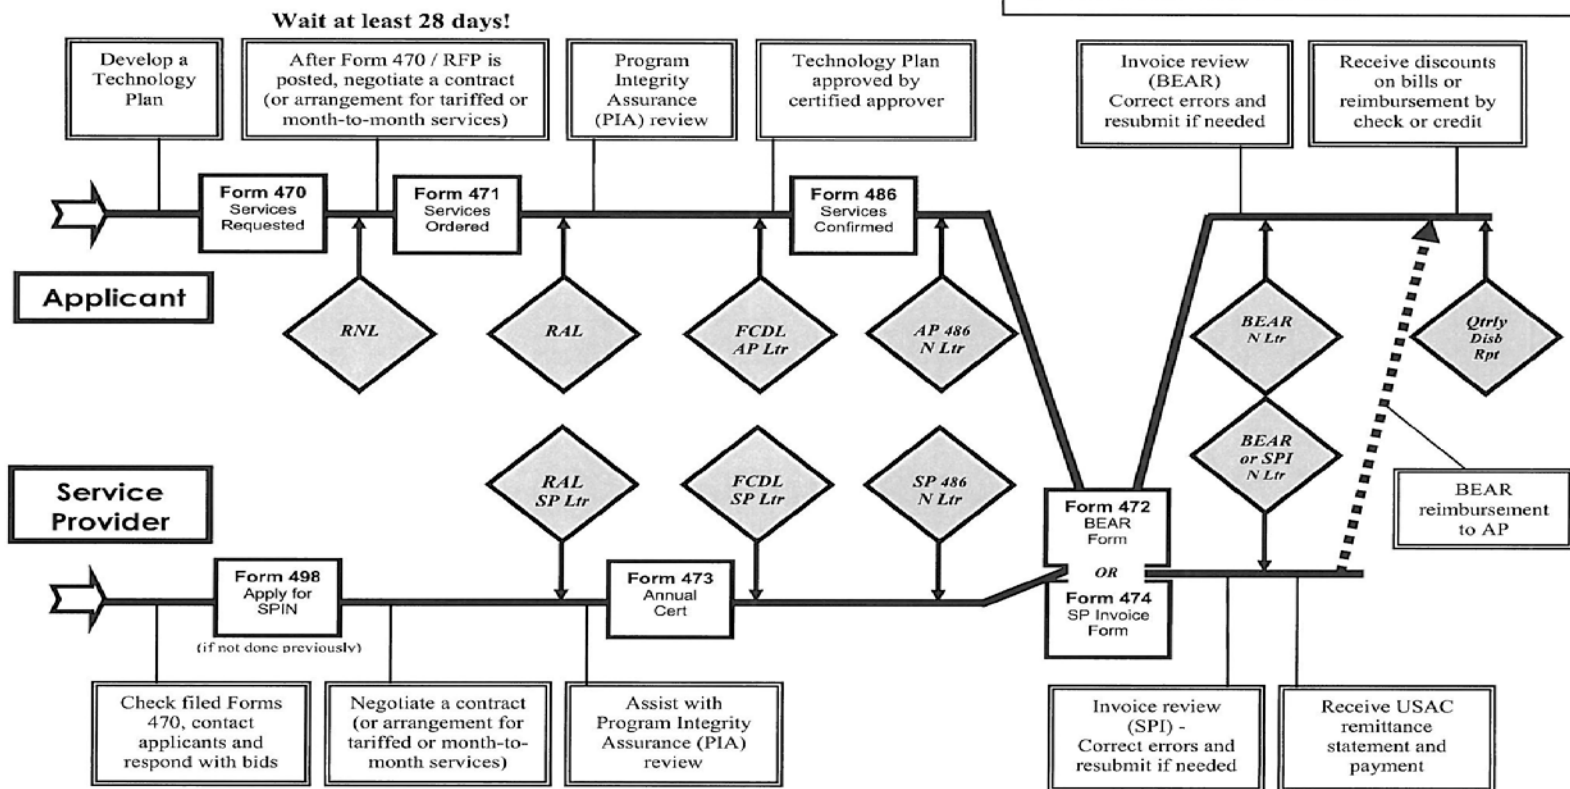 Wait at least 28 days!
Develop a
Technology
Plan
After Form 470 / RFP is
posted, negotiate a contract
(or arrangement for tariffed or
month-to-month services)
Program
Integrity
Assurance
(PIA) review
Technology Plan
approved by
certified approver
Invoice review
(BEAR)
Correct errors and
resubmit if needed
Receive discounts
on bills or
reimbursement by
check or credit
Form 470
Services
Requested
Form 471
Services
Ordered
Form 486
Services
Confirmed
Applicant
RNL
RAL
FCDL
AP Ltr
AP 486
N Ltr
BEAR
N Ltr
Qtrly
Disb
Rpt
Service
Provider
RAL
SP Ltr
FCDL
SP Ltr
SP 486
N Ltr
BEAR
or SPI
N Ltr
BEAR
reimbursement
to AP
Form 472
BEAR
Form
OR
Form 474
SP Invoice
Form
Form 498
Apply for
SPIN
(if not done previously)
Form 473
Annual
Cert
Check filed Forms
470, contact
applicants and
respond with bids
Negotiate a contract
(or arrangement for
tariffed or month-to-
month services)
Assist with
Program Integrity
Assurance (PIA)
review
Invoice review
(SPI) -
Correct errors and
resubmit if needed
Receive USAC
remittance
statement and
payment